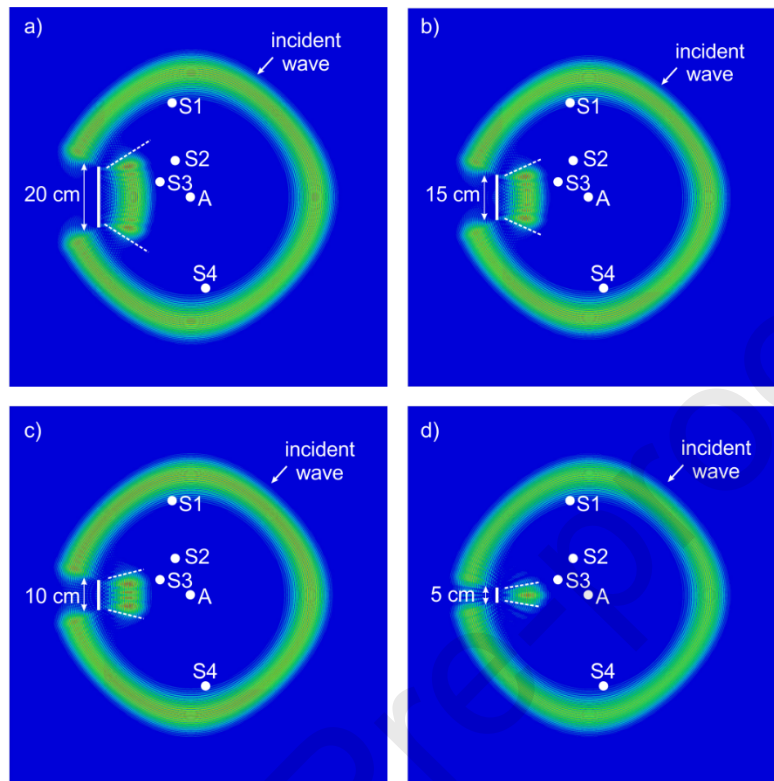 a)
incident
wave
S1
S2
S3
A
20 cm
S4
b)
incident
wave
S1
S2
S3
A
15 cm
S4
c)
incident
wave
S1
S2
S3
A
10 cm
S4
d)
incident
wave
S1
S2
S3
A
5 cm
S4